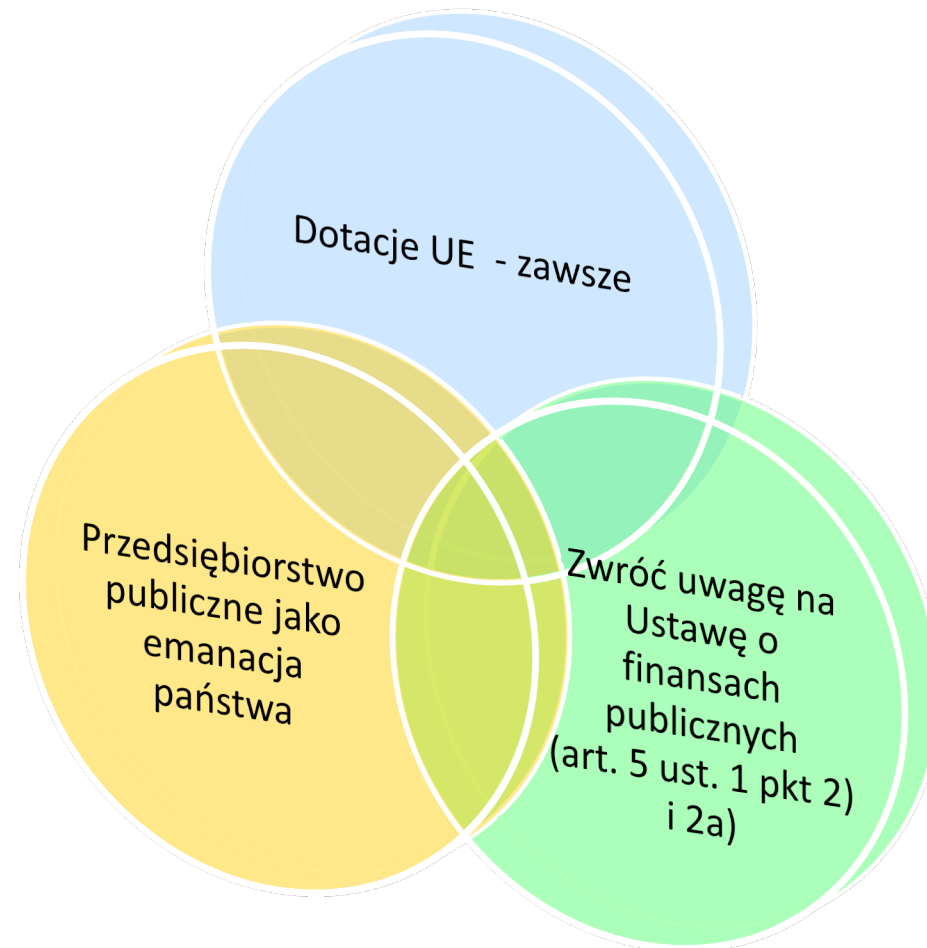 Dotacje UE - zawsze
Przedsiębiorstwo
publiczne jako
emanacja
państwa
Zwróć uwagę na
Ustawę o
finansach
publicznych
(art. 5 ust. 1 pkt 2)
i 2a)